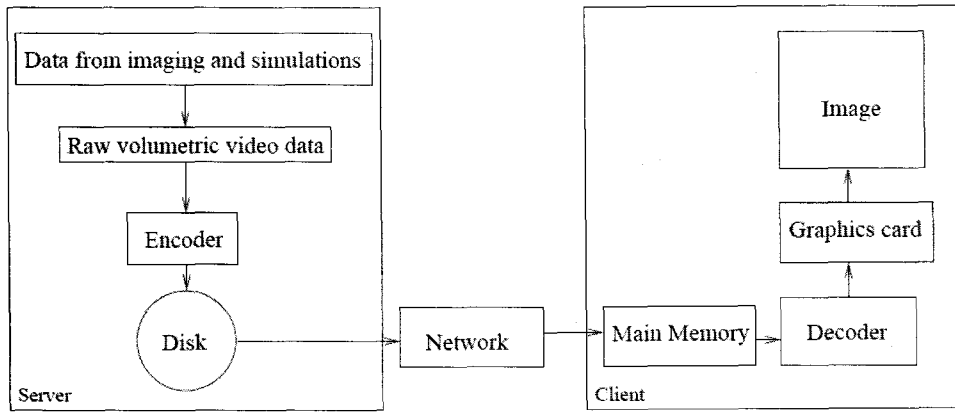 Data from imaging and simulations
Raw volumetric video data
Encoder
Disk
Server
Network
Image
Graphics card
Main Memory
Decoder
Client